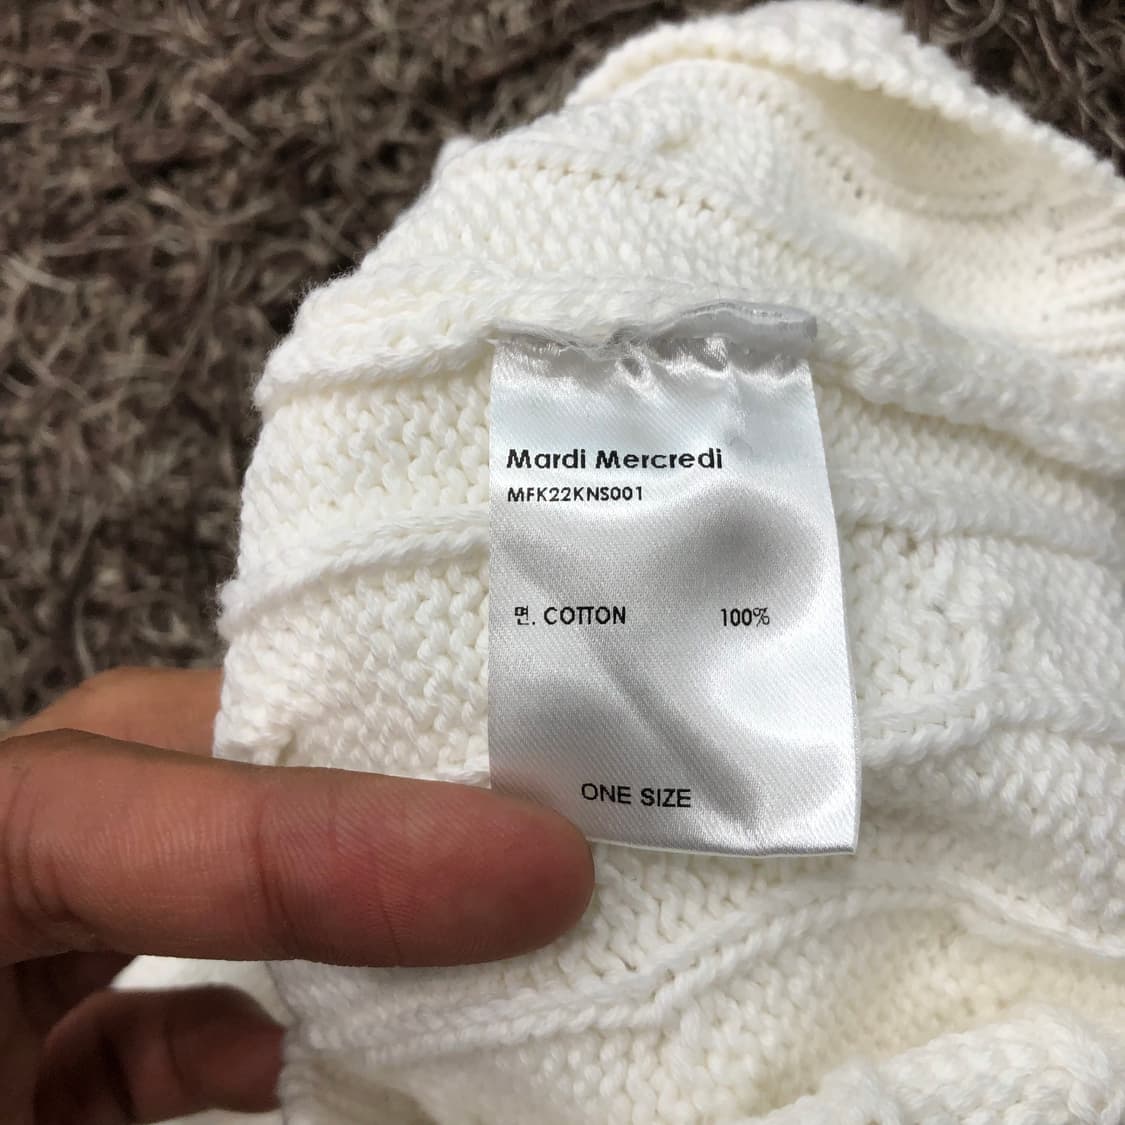 Mardi Mercredi
MFK22KNS001
면. COTTON 100%
ONE SIZE